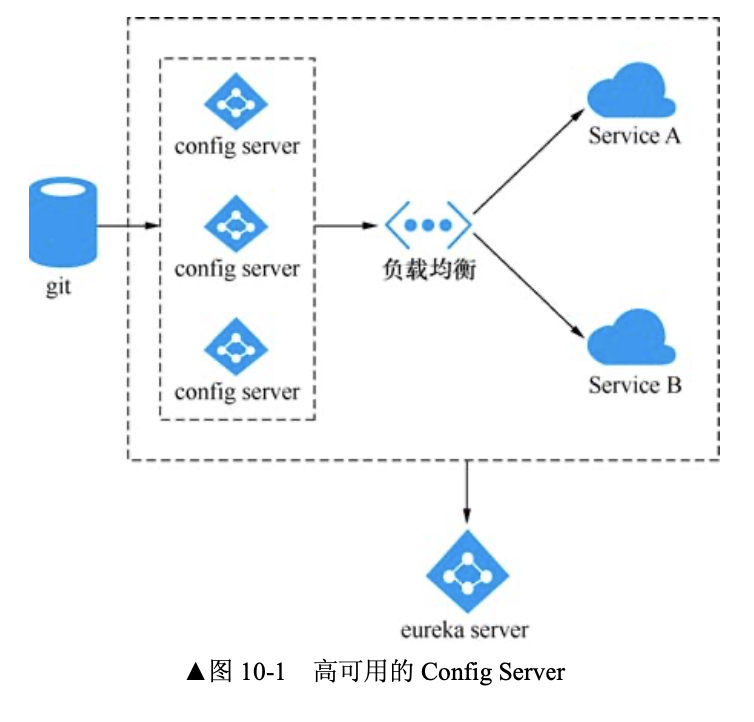 config server
Service A
config server
git
负载均衡
config server
Service B
eureka server
▲图 10-1 高可用的 Config Server